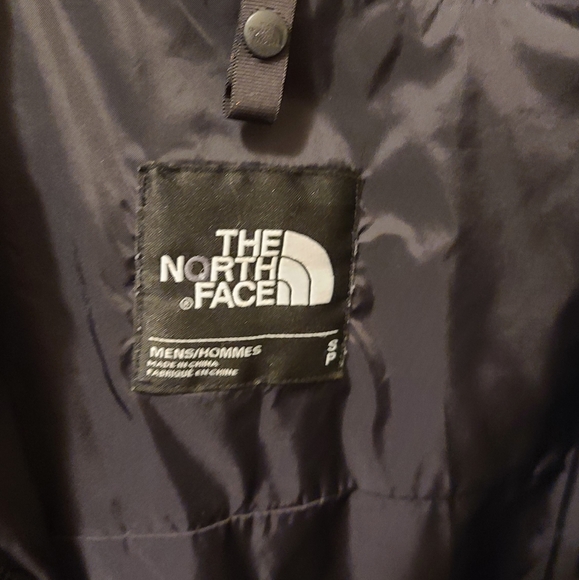 THE
NORTH
®FACE
MENS/HOMMES
MADE IN CHINA
FABRIQUÉ EN CHINE
S
P